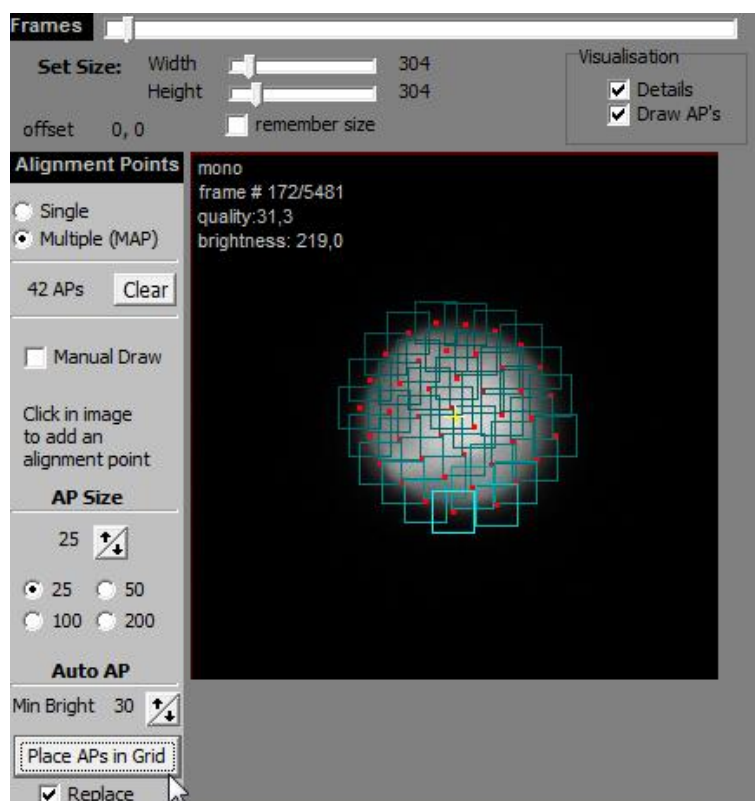 Frames
Set Size: Width 304
Height 304
offset 0, 0 remember size
Visualisation
Details
Draw AP's
Alignment Points
Single
Multiple (MAP)
42 APs Clear
Manual Draw
Click in image
to add an
alignment point
AP Size
25
25 50
100 200
Auto AP
Min Bright 30
Place APs in Grid
Replace
mono
frame # 172/5481
quality:31,3
brightness: 219,0